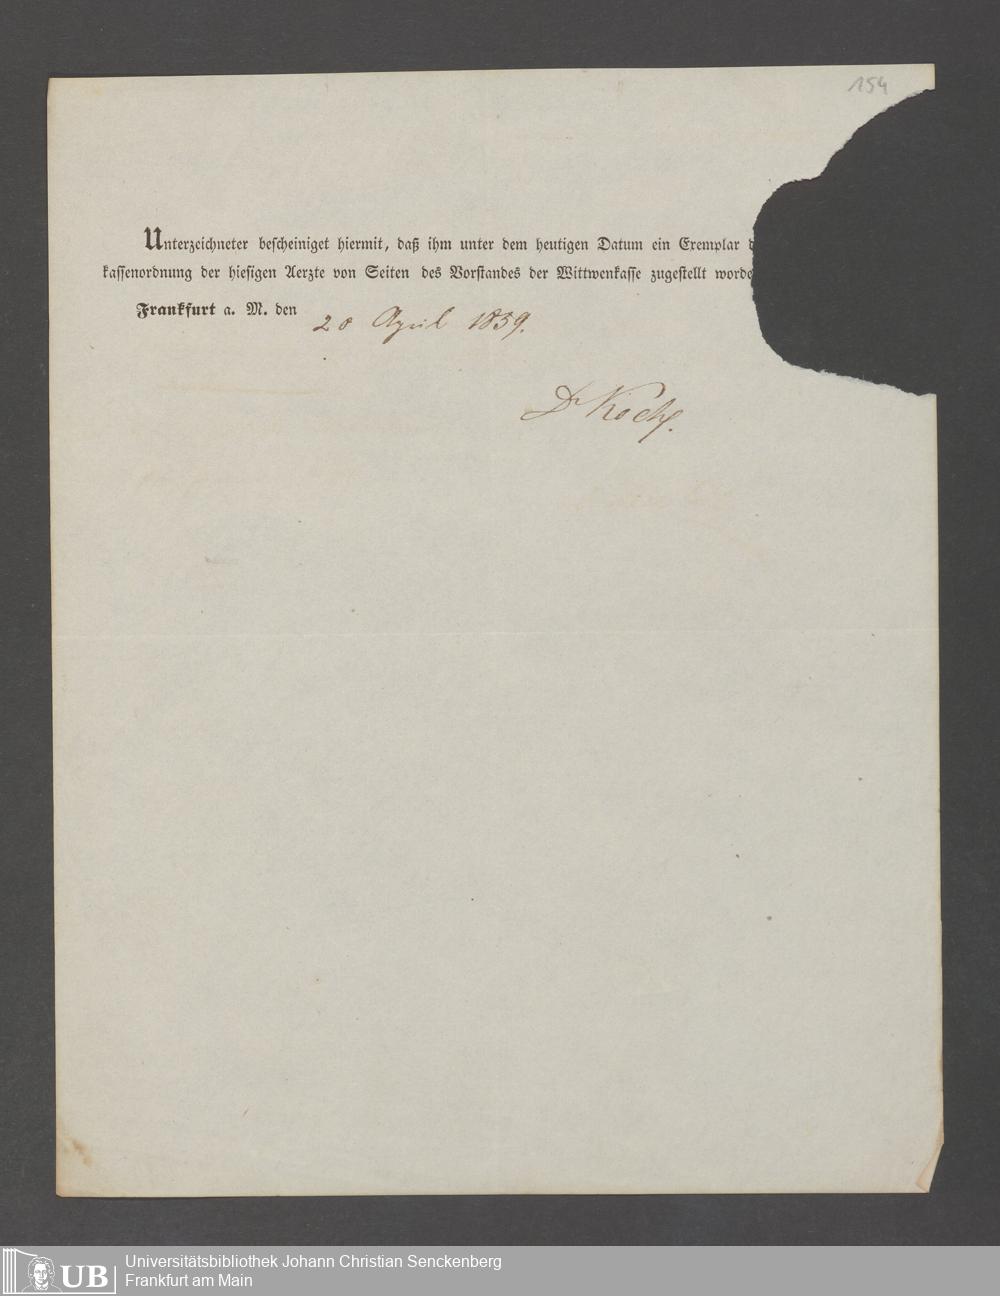 154
Unterzeichneter bescheiniget hiermit, daß ihm unter dem heutigen Datum ein Exemplar d
kassenordnung der hiesigen Aerzte von Seiten des Vorstandes der Wittwenkasse zugestellt worde
Frankfurt a. M. den 20 April 1839.
Dr Koch.
UB
Universitätsbibliothek Johann Christian Senckenberg
Frankfurt am Main